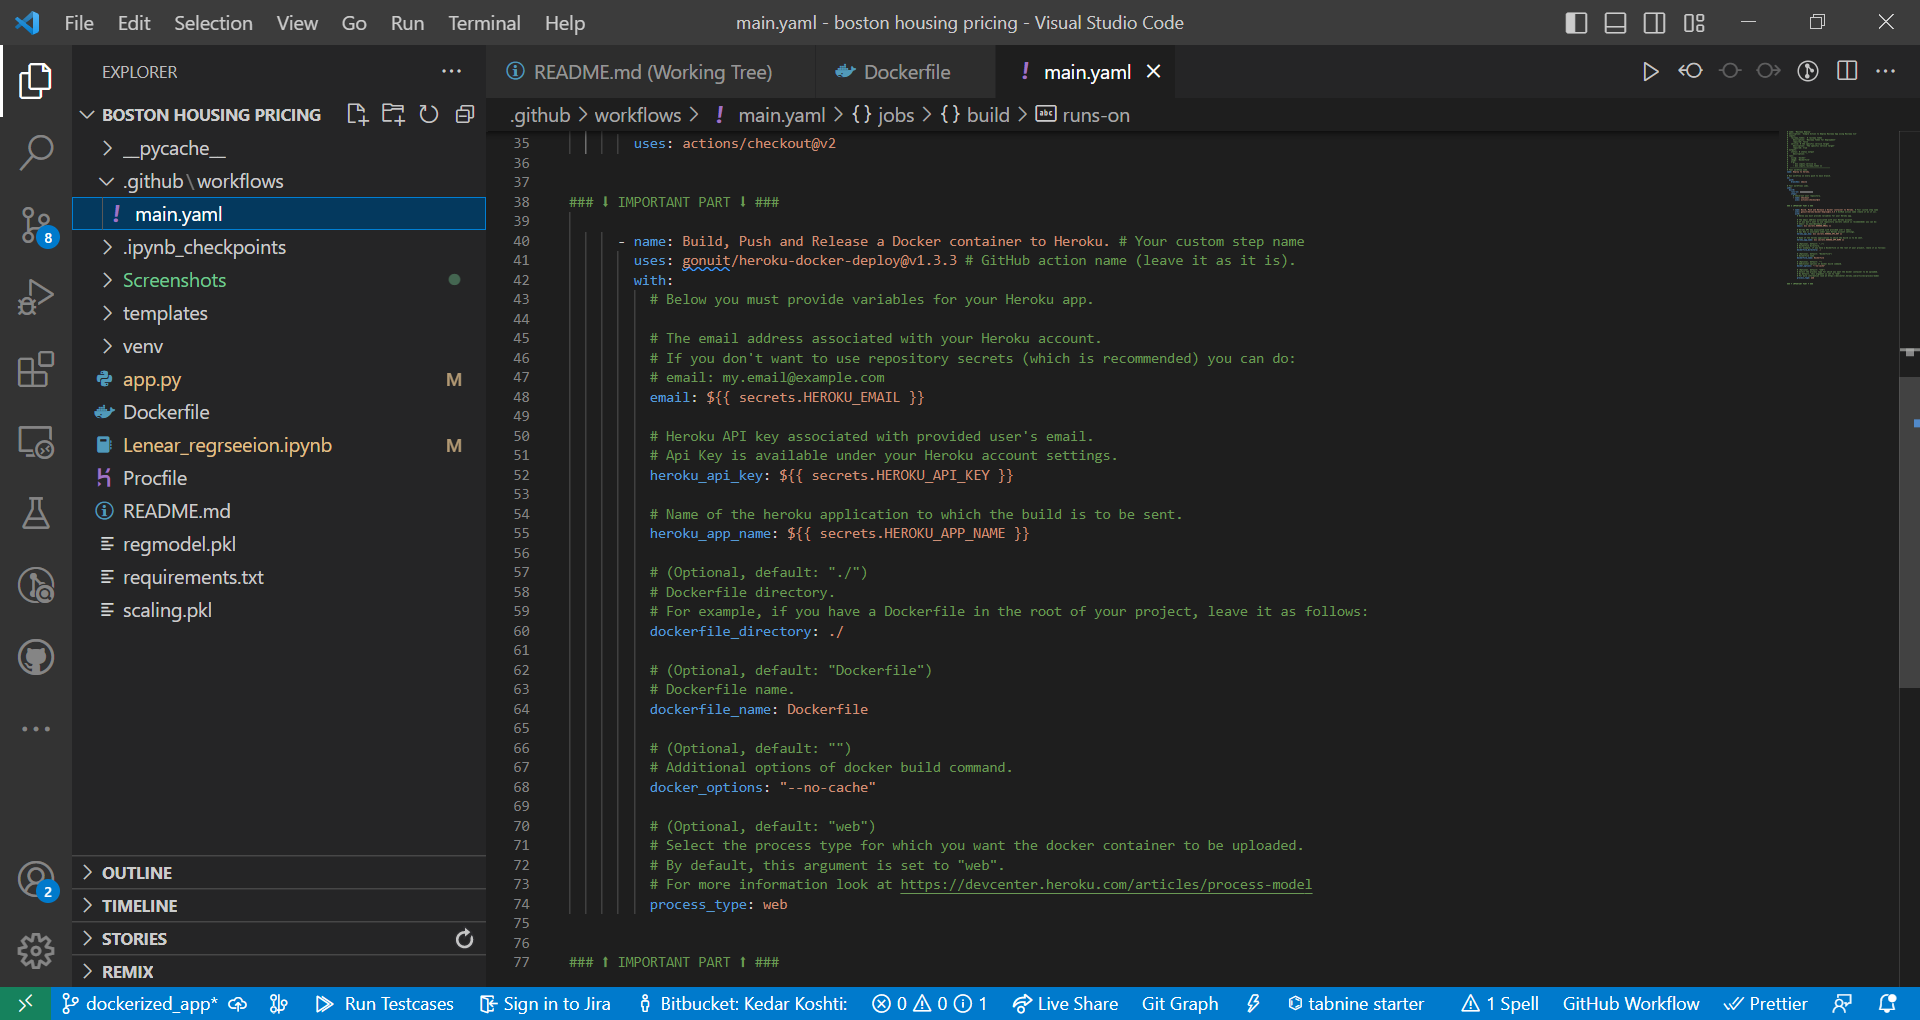 File Edit Selection View Go Run Terminal Help main.yaml - boston housing pricing - Visual Studio Code
EXPLORER
README.md (Working Tree) Dockerfile ! main.yaml
BOSTON HOUSING PRICING
.github > workflows > ! main.yaml > {} jobs > {} build > abc runs-on
__pycache__
.github\workflows
! main.yaml
.ipynb_checkpoints
Screenshots
templates
venv
app.py M
Dockerfile
Lenear_regrseeion.ipynb M
Procfile
README.md
regmodel.pkl
requirements.txt
scaling.pkl
OUTLINE
TIMELINE
STORIES
REMIX
8
2
35 uses: actions/checkout@v2
36
37
38 ### ⬇ IMPORTANT PART ⬇ ###
39
40 - name: Build, Push and Release a Docker container to Heroku. # Your custom step name
41 uses: gonuit/heroku-docker-deploy@v1.3.3 # GitHub action name (leave it as it is).
42 with:
43 # Below you must provide variables for your Heroku app.
44
45 # The email address associated with your Heroku account.
46 # If you don't want to use repository secrets (which is recommended) you can do:
47 # email: my.email@example.com
48 email: ${{ secrets.HEROKU_EMAIL }}
49
50 # Heroku API key associated with provided user's email.
51 # Api Key is available under your Heroku account settings.
52 heroku_api_key: ${{ secrets.HEROKU_API_KEY }}
53
54 # Name of the heroku application to which the build is to be sent.
55 heroku_app_name: ${{ secrets.HEROKU_APP_NAME }}
56
57 # (Optional, default: "./")
58 # Dockerfile directory.
59 # For example, if you have a Dockerfile in the root of your project, leave it as follows:
60 dockerfile_directory: ./
61
62 # (Optional, default: "Dockerfile")
63 # Dockerfile name.
64 dockerfile_name: Dockerfile
65
66 # (Optional, default: "")
67 # Additional options of docker build command.
68 docker_options: "--no-cache"
69
70 # (Optional, default: "web")
71 # Select the process type for which you want the docker container to be uploaded.
72 # By default, this argument is set to "web".
73 # For more information look at https://devcenter.heroku.com/articles/process-model
74 process_type: web
75
76
77 ### ⬆ IMPORTANT PART ⬆ ###
dockerized_app* Run Testcases Sign in to Jira Bitbucket: Kedar Koshti: 0 0 1 Live Share Git Graph tabnine starter 1 Spell GitHub Workflow Prettier